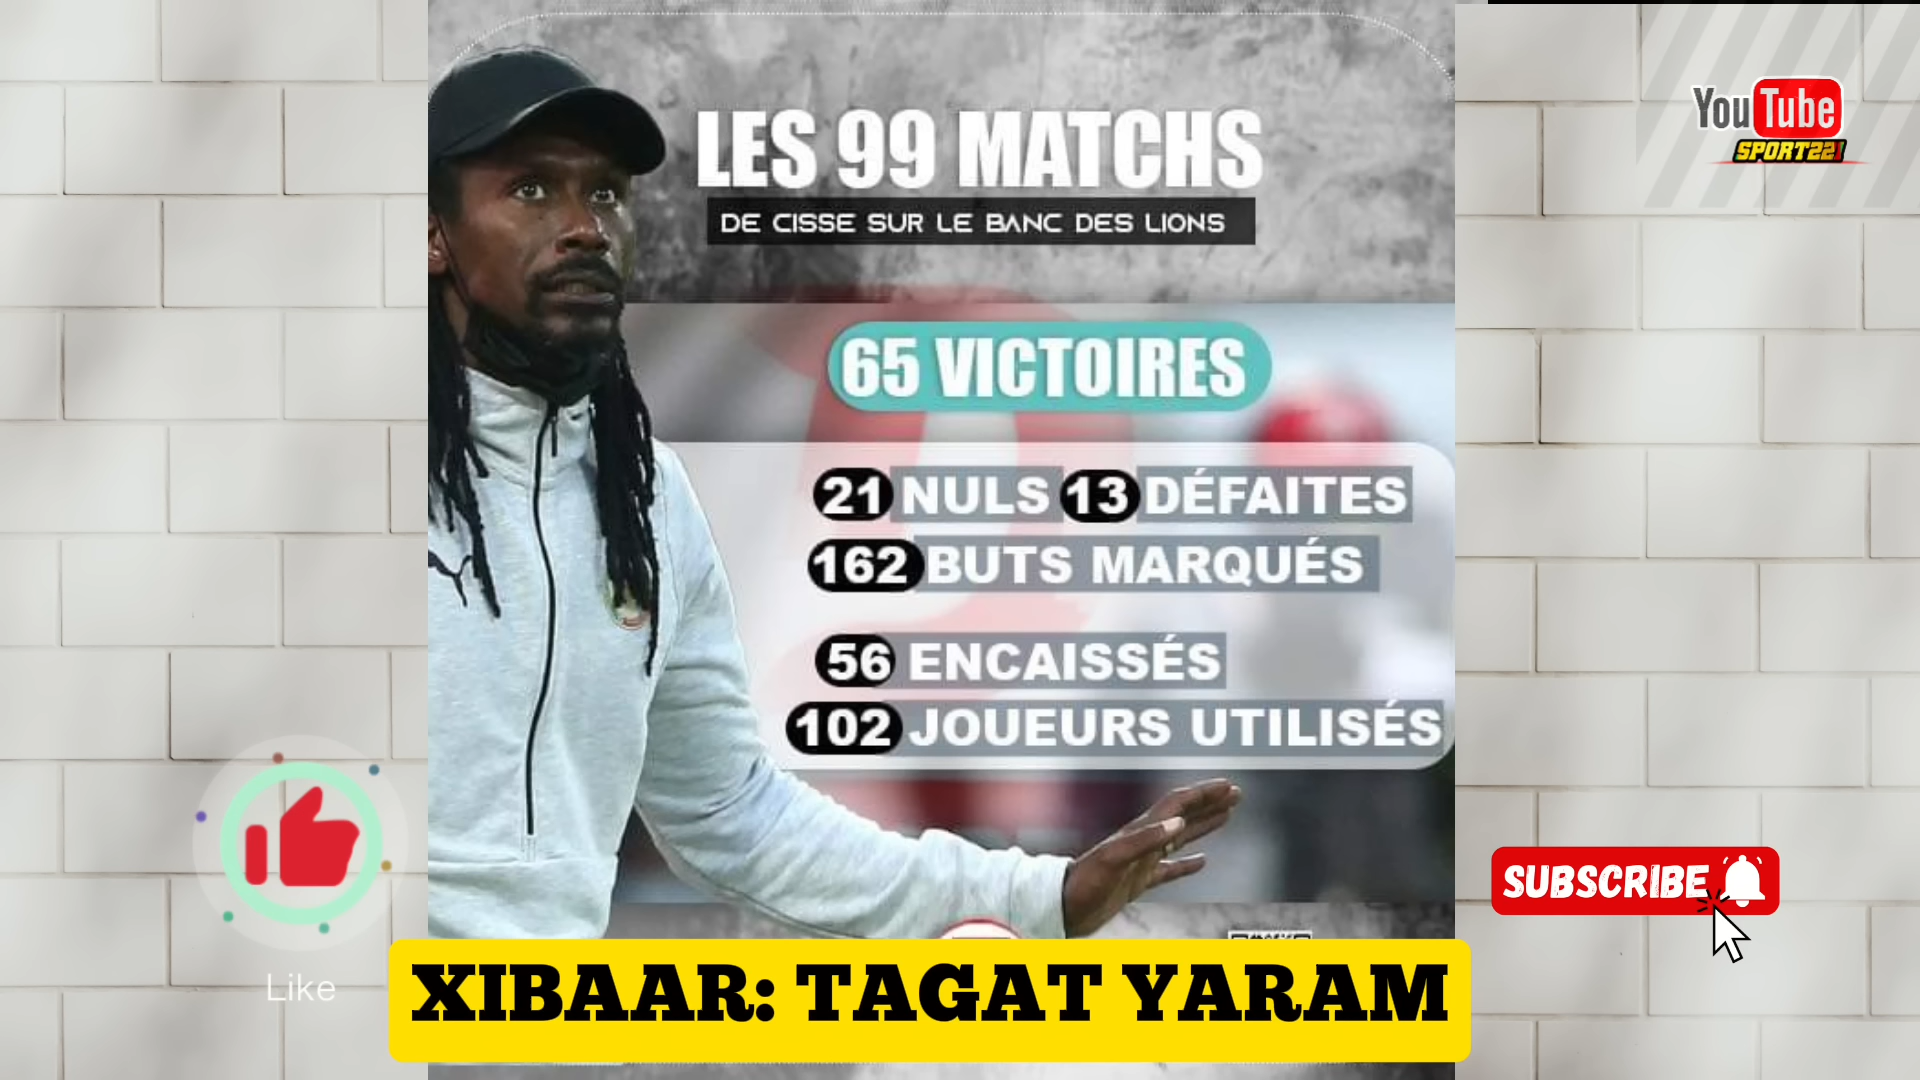 LES 99 MATCHS
DE CISSE SUR LE BANC DES LIONS
YouTube
SPORT221
65 VICTOIRES
21 NULS 13 DÉFAITES
162 BUTS MARQUÉS
56 ENCAISSÉS
102 JOUEURS UTILISÉS
SUBSCRIBE
Like
XIBAAR: TAGAT YARAM